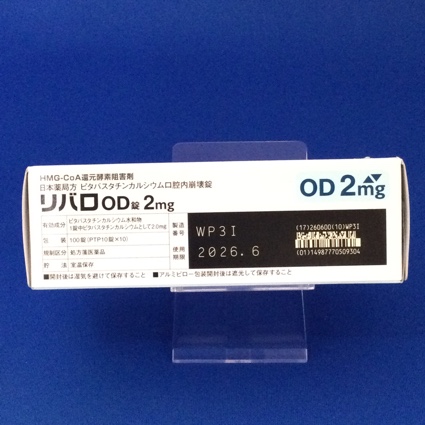 HMG-CoA還元酵素阻害剤
日本薬局方 ピタバスタチンカルシウム口腔内崩壊錠
リバロOD錠 2mg
OD 2mg
有効成分 ピタバスタチンカルシウム水和物
1錠中ピタバスタチンカルシウムとして2.0mg
包装 100錠(PTP10錠×10)
規制区分 処方箋医薬品
貯法 室温保存
製造番号 WP3I
使用期限 2026.6
(17)260600(10)WP3I
(01)14987770509304
■開封後は湿気を避けて保存すること ■アルミピロー包装開封後は遮光して保存すること